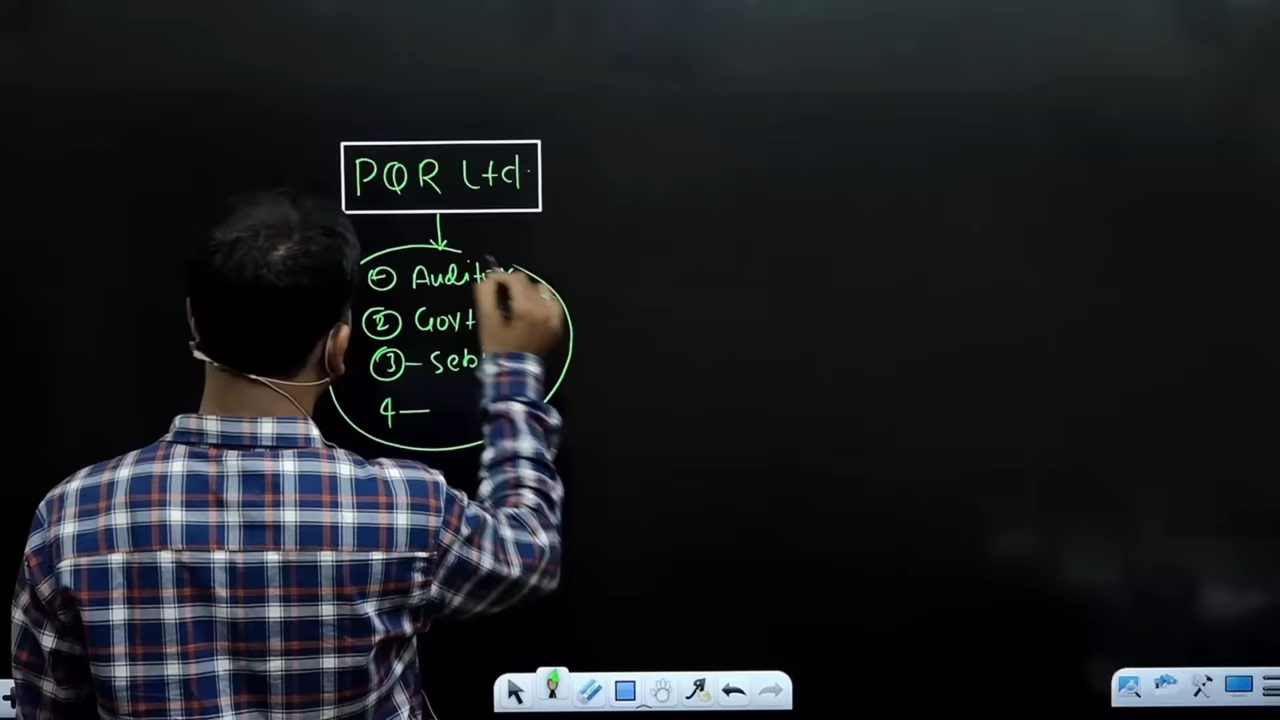 PQR Ltd.
① Audit
② Govt
③ - Seb
4 -